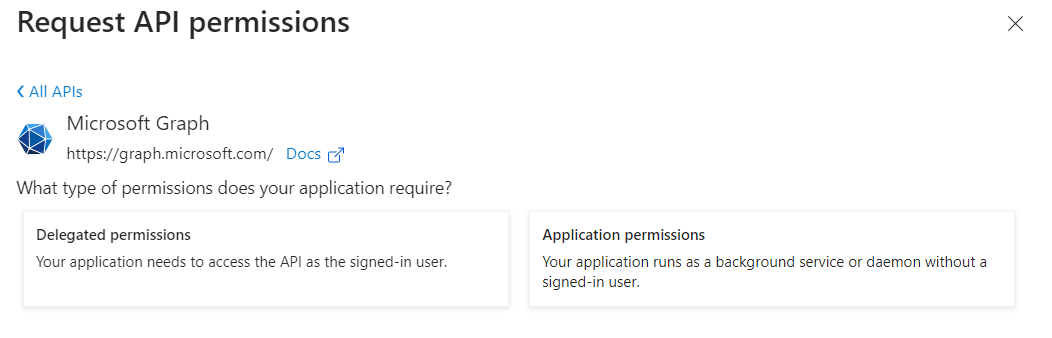 Request API permissions
All APIs
Microsoft Graph
https://graph.microsoft.com/ Docs
What type of permissions does your application require?
Delegated permissions
Your application needs to access the API as the signed-in user.
Application permissions
Your application runs as a background service or daemon without a
signed-in user.